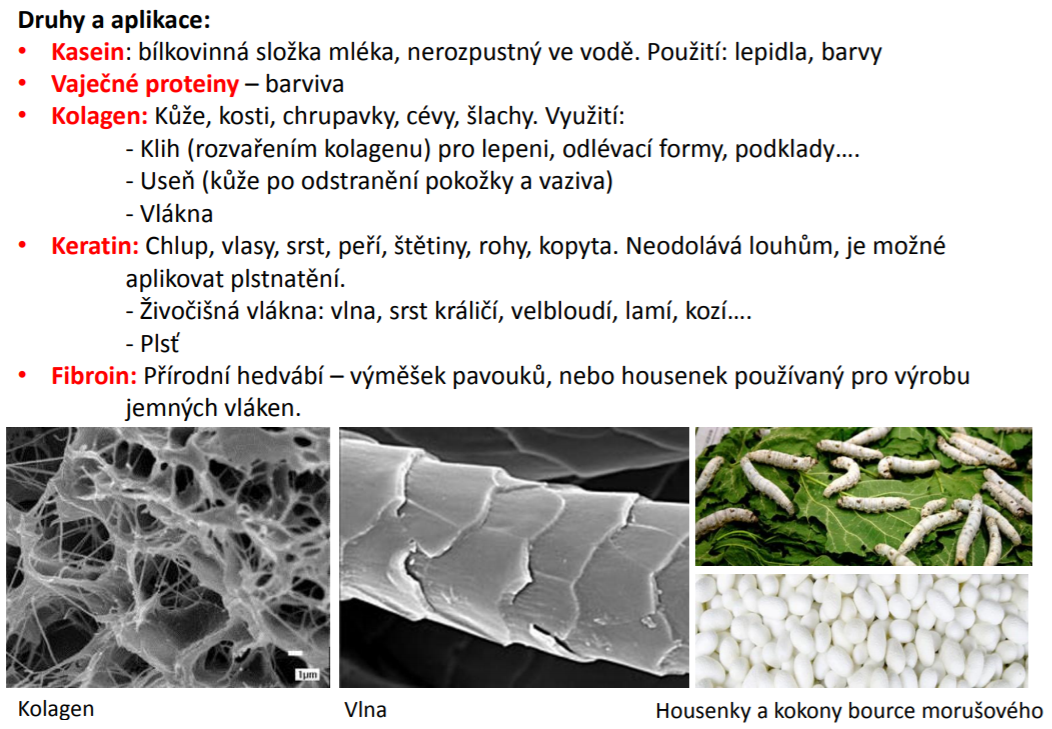 Druhy a aplikace:
• Kasein: bílkovinná složka mléka, nerozpustný ve vodě. Použití: lepidla, barvy
• Vaječné proteiny – barviva
• Kolagen: Kůže, kosti, chrupavky, cévy, šlachy. Využití:
- Klih (rozvařením kolagenu) pro lepeni, odlévací formy, podklady….
- Useň (kůže po odstranění pokožky a vaziva)
- Vlákna
• Keratin: Chlup, vlasy, srst, peří, štětiny, rohy, kopyta. Neodolává louhům, je možné
aplikovat plstnatění.
- Živočišná vlákna: vlna, srst králičí, velbloudí, lamí, kozí….
- Plsť
• Fibroin: Přírodní hedvábí – výměšek pavouků, nebo housenek používaný pro výrobu
jemných vláken.
1µm
Kolagen
Vlna
Housenky a kokony bource morušového